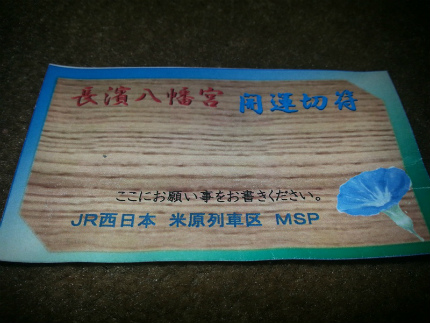 長濱八幡宮 開運切符
ここにお願い事をお書きください。
JR西日本 米原列車区 MSP